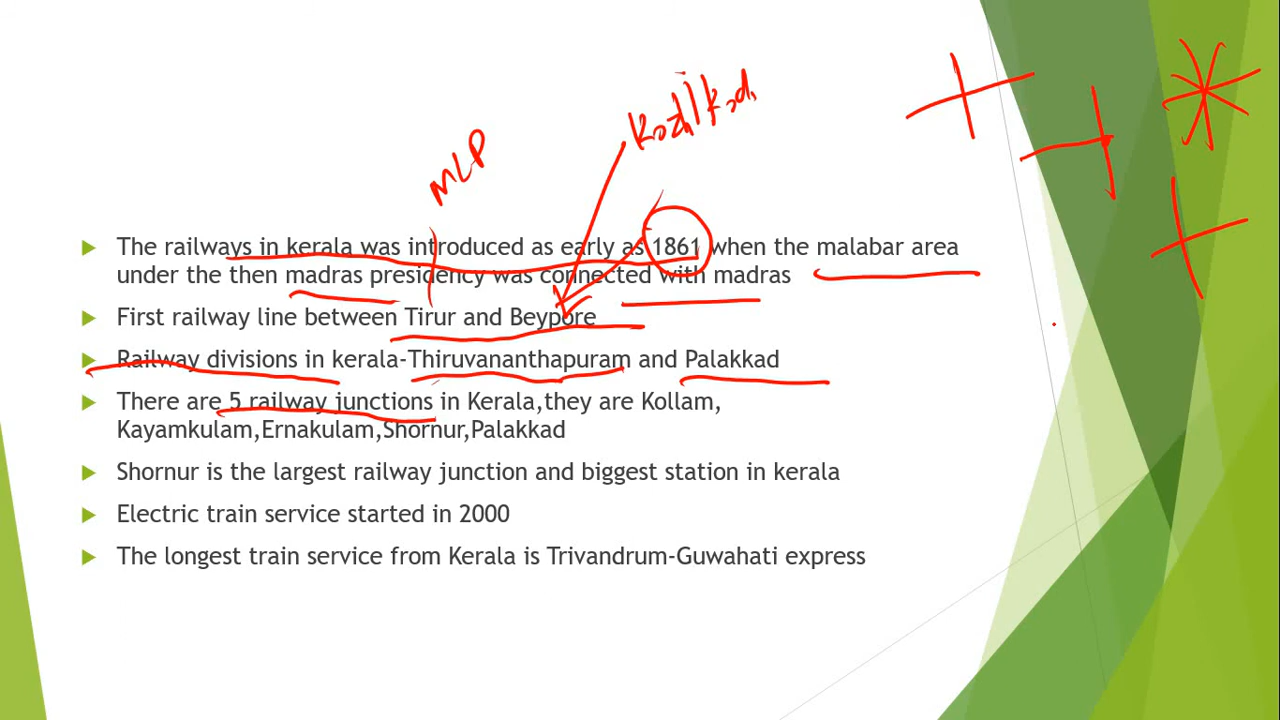 Kozhikod
MLP
The railways in kerala was introduced as early as 1861 when the malabar area
under the then madras presidency was connected with madras
First railway line between Tirur and Beypore
Railway divisions in kerala-Thiruvananthapuram and Palakkad
There are 5 railway junctions in Kerala,they are Kollam,
Kayamkulam,Ernakulam,Shornur,Palakkad
Shornur is the largest railway junction and biggest station in kerala
Electric train service started in 2000
The longest train service from Kerala is Trivandrum-Guwahati express